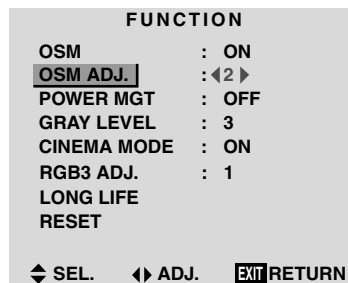 FUNCTION
OSM : ON
OSM ADJ. : 2
POWER MGT : OFF
GRAY LEVEL : 3
CINEMA MODE : ON
RGB3 ADJ. : 1
LONG LIFE
RESET
SEL. ADJ. EXIT RETURN